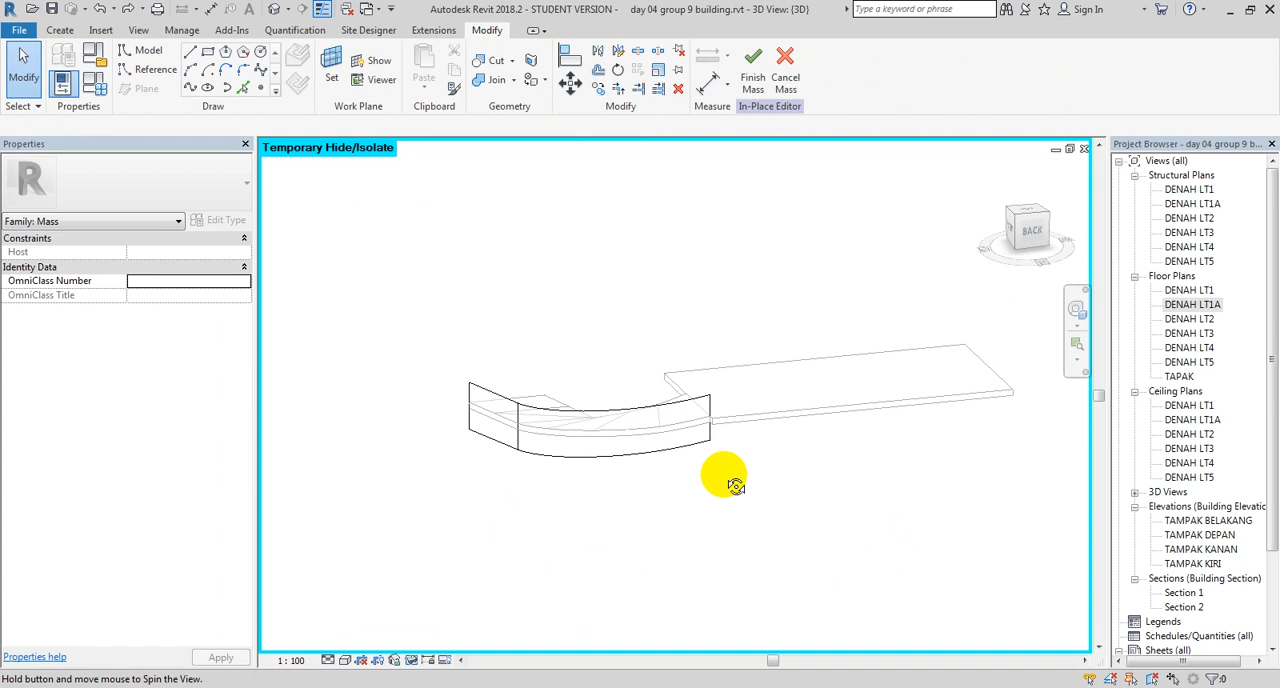 Autodesk Revit 2018.2 - STUDENT VERSION - day 04 group 9 building.rvt - 3D View: {3D}
Type a keyword or phrase
Sign In
File Create Insert View Manage Add-Ins Quantification Site Designer Extensions Modify
Modify
Model
Reference
Plane
Set
Show
Viewer
Paste
Cut
Join
Finish Mass
Cancel Mass
Select Properties Draw Work Plane Clipboard Geometry Modify Measure In-Place Editor
Properties
Family: Mass
Edit Type
Constraints
Host
Identity Data
OmniClass Number
OmniClass Title
Properties help
Apply
Temporary Hide/Isolate
BACK
1 : 100
Project Browser - day 04 group 9 b...
Views (all)
Structural Plans
DENAH LT1
DENAH LT1A
DENAH LT2
DENAH LT3
DENAH LT4
DENAH LT5
Floor Plans
DENAH LT1
DENAH LT1A
DENAH LT2
DENAH LT3
DENAH LT4
DENAH LT5
TAPAK
Ceiling Plans
DENAH LT1
DENAH LT1A
DENAH LT2
DENAH LT3
DENAH LT4
DENAH LT5
3D Views
Elevations (Building Elevatic
TAMPAK BELAKANG
TAMPAK DEPAN
TAMPAK KANAN
TAMPAK KIRI
Sections (Building Section)
Section 1
Section 2
Legends
Schedules/Quantities (all)
Sheets (all)
Hold button and move mouse to Spin the View.
:0